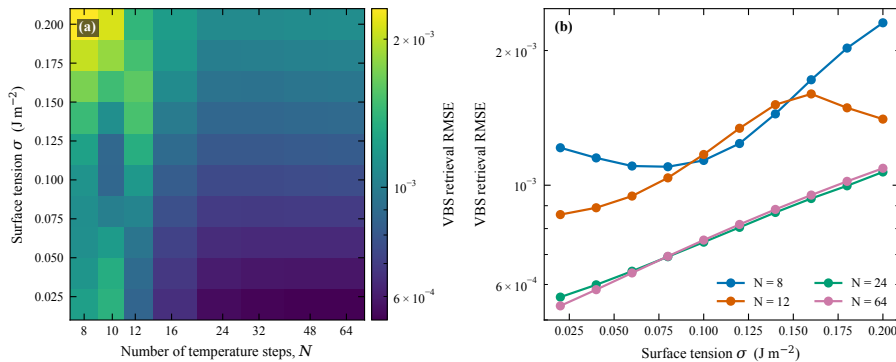 (a)
0.200
0.175
0.150
0.125
0.100
0.075
0.050
0.025
Surface tension σ (J m⁻²)
8 10 12 16 24 32 48 64
Number of temperature steps, N
2 × 10⁻³
10⁻³
6 × 10⁻⁴
VBS retrieval RMSE
(b)
2 × 10⁻³
10⁻³
6 × 10⁻⁴
VBS retrieval RMSE
N = 8
N = 12
N = 24
N = 64
0.025 0.050 0.075 0.100 0.125 0.150 0.175 0.200
Surface tension σ (J m⁻²)